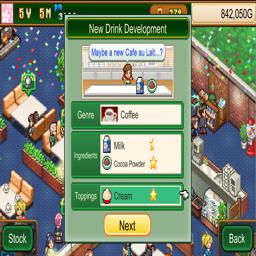 5Y 5M
842,050G
New Drink Development
Maybe a new Cafe au Lait...?
Genre Coffee
Ingredients
Milk
Cocoa Powder
Toppings Cream
Next
Stock
Back